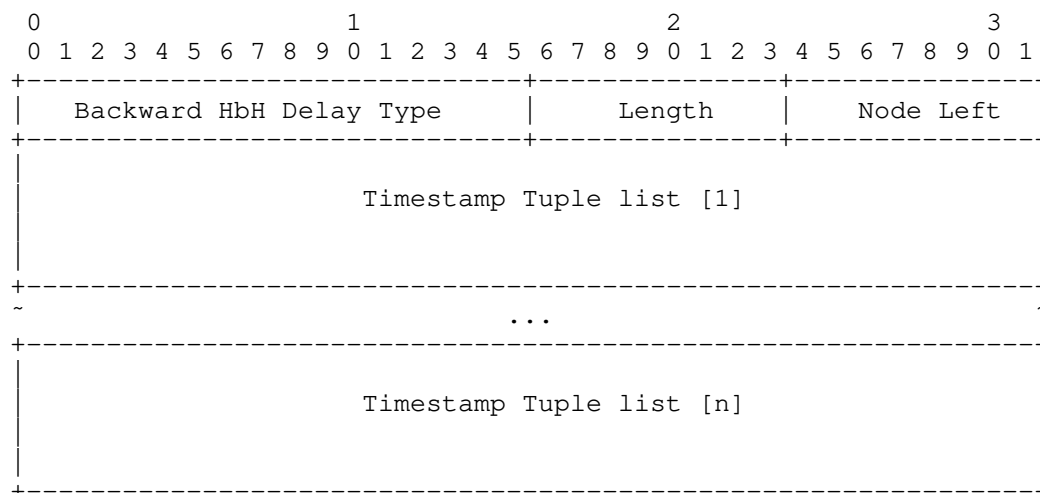 0                   1                   2                   3
0 1 2 3 4 5 6 7 8 9 0 1 2 3 4 5 6 7 8 9 0 1 2 3 4 5 6 7 8 9 0 1
Backward HbH Delay Type | Length | Node Left
Timestamp Tuple list [1]
...
Timestamp Tuple list [n]